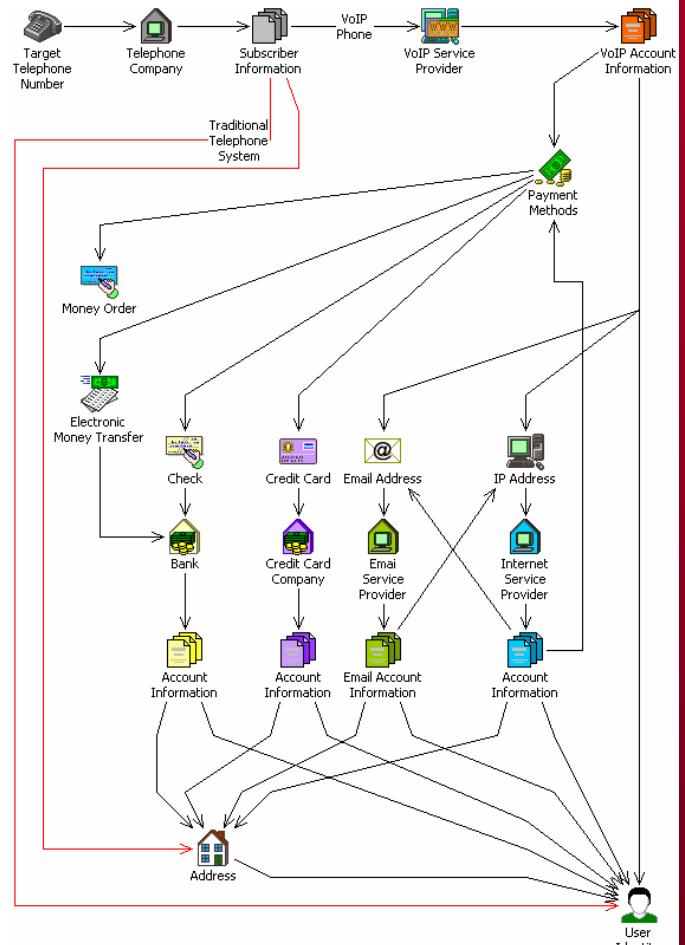 Target
Telephone
Number
Telephone
Company
Subscriber
Information
VoIP
Phone
VoIP Service
Provider
VoIP Account
Information
Traditional
Telephone
System
Payment
Methods
Money Order
Electronic
Money Transfer
Check
Credit Card
Email Address
IP Address
Bank
Credit Card
Company
Emai
Service
Provider
Internet
Service
Provider
Account
Information
Account
Information
Email Account
Information
Account
Information
Address
User